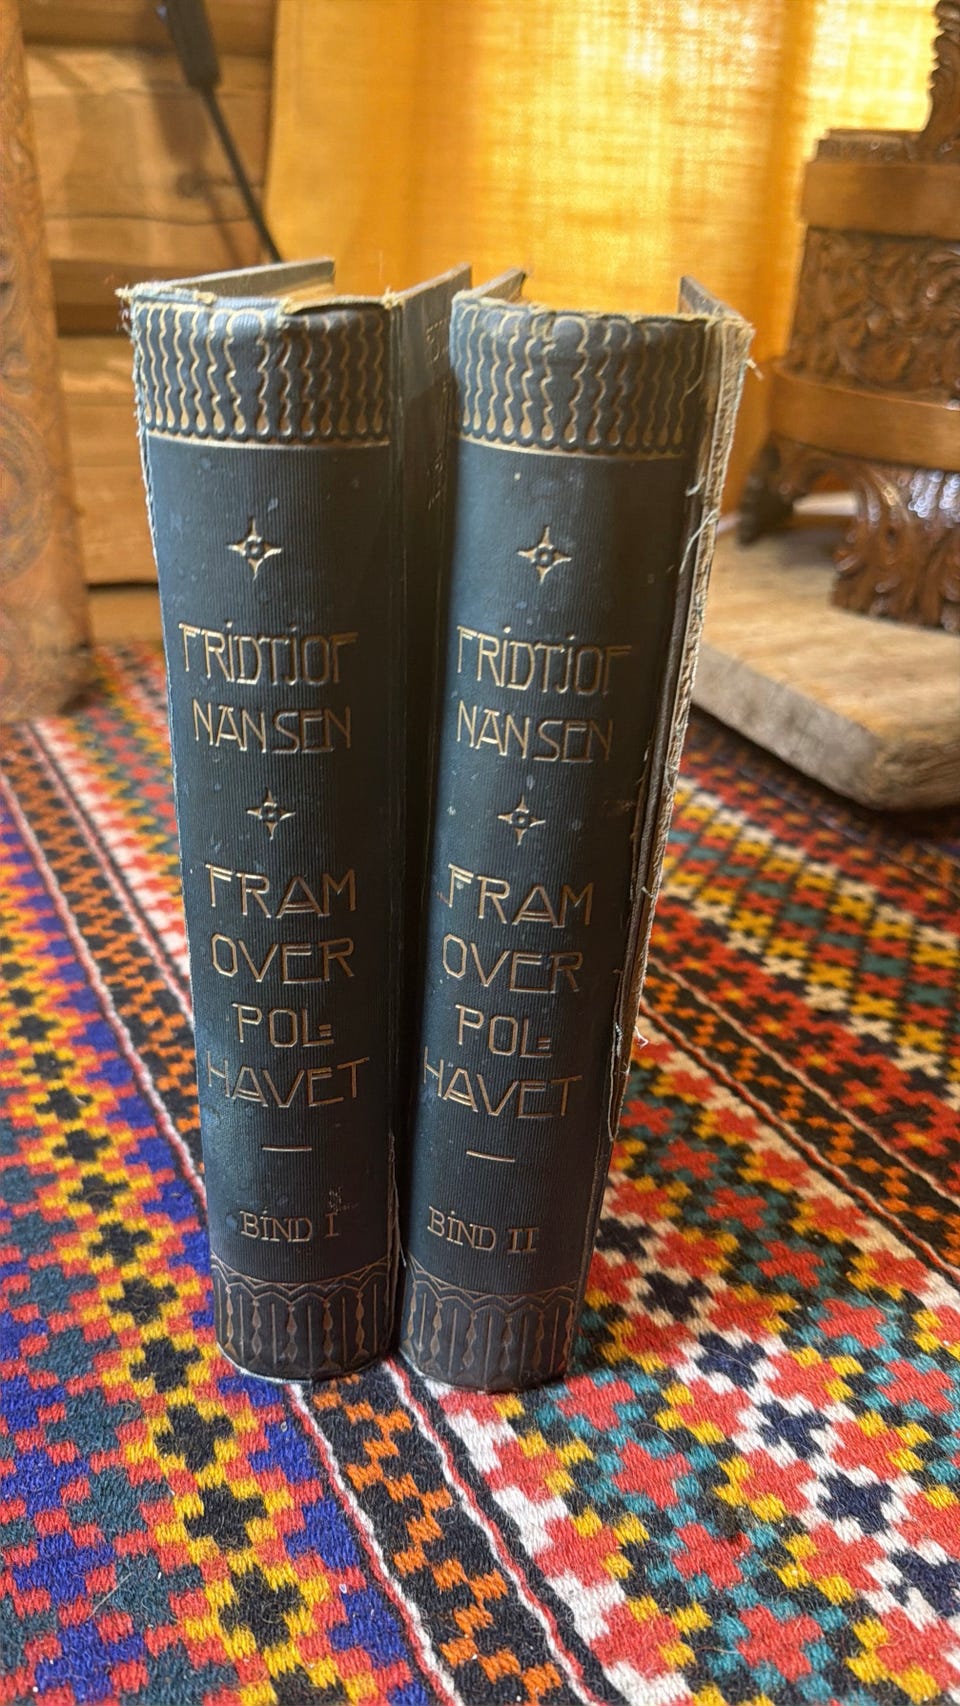 FRIDTJOF
NANSEN
FRAM
OVER
POL=
HAVET
BIND I
FRIDTJOF
NANSEN
FRAM
OVER
POL=
HAVET
BIND II